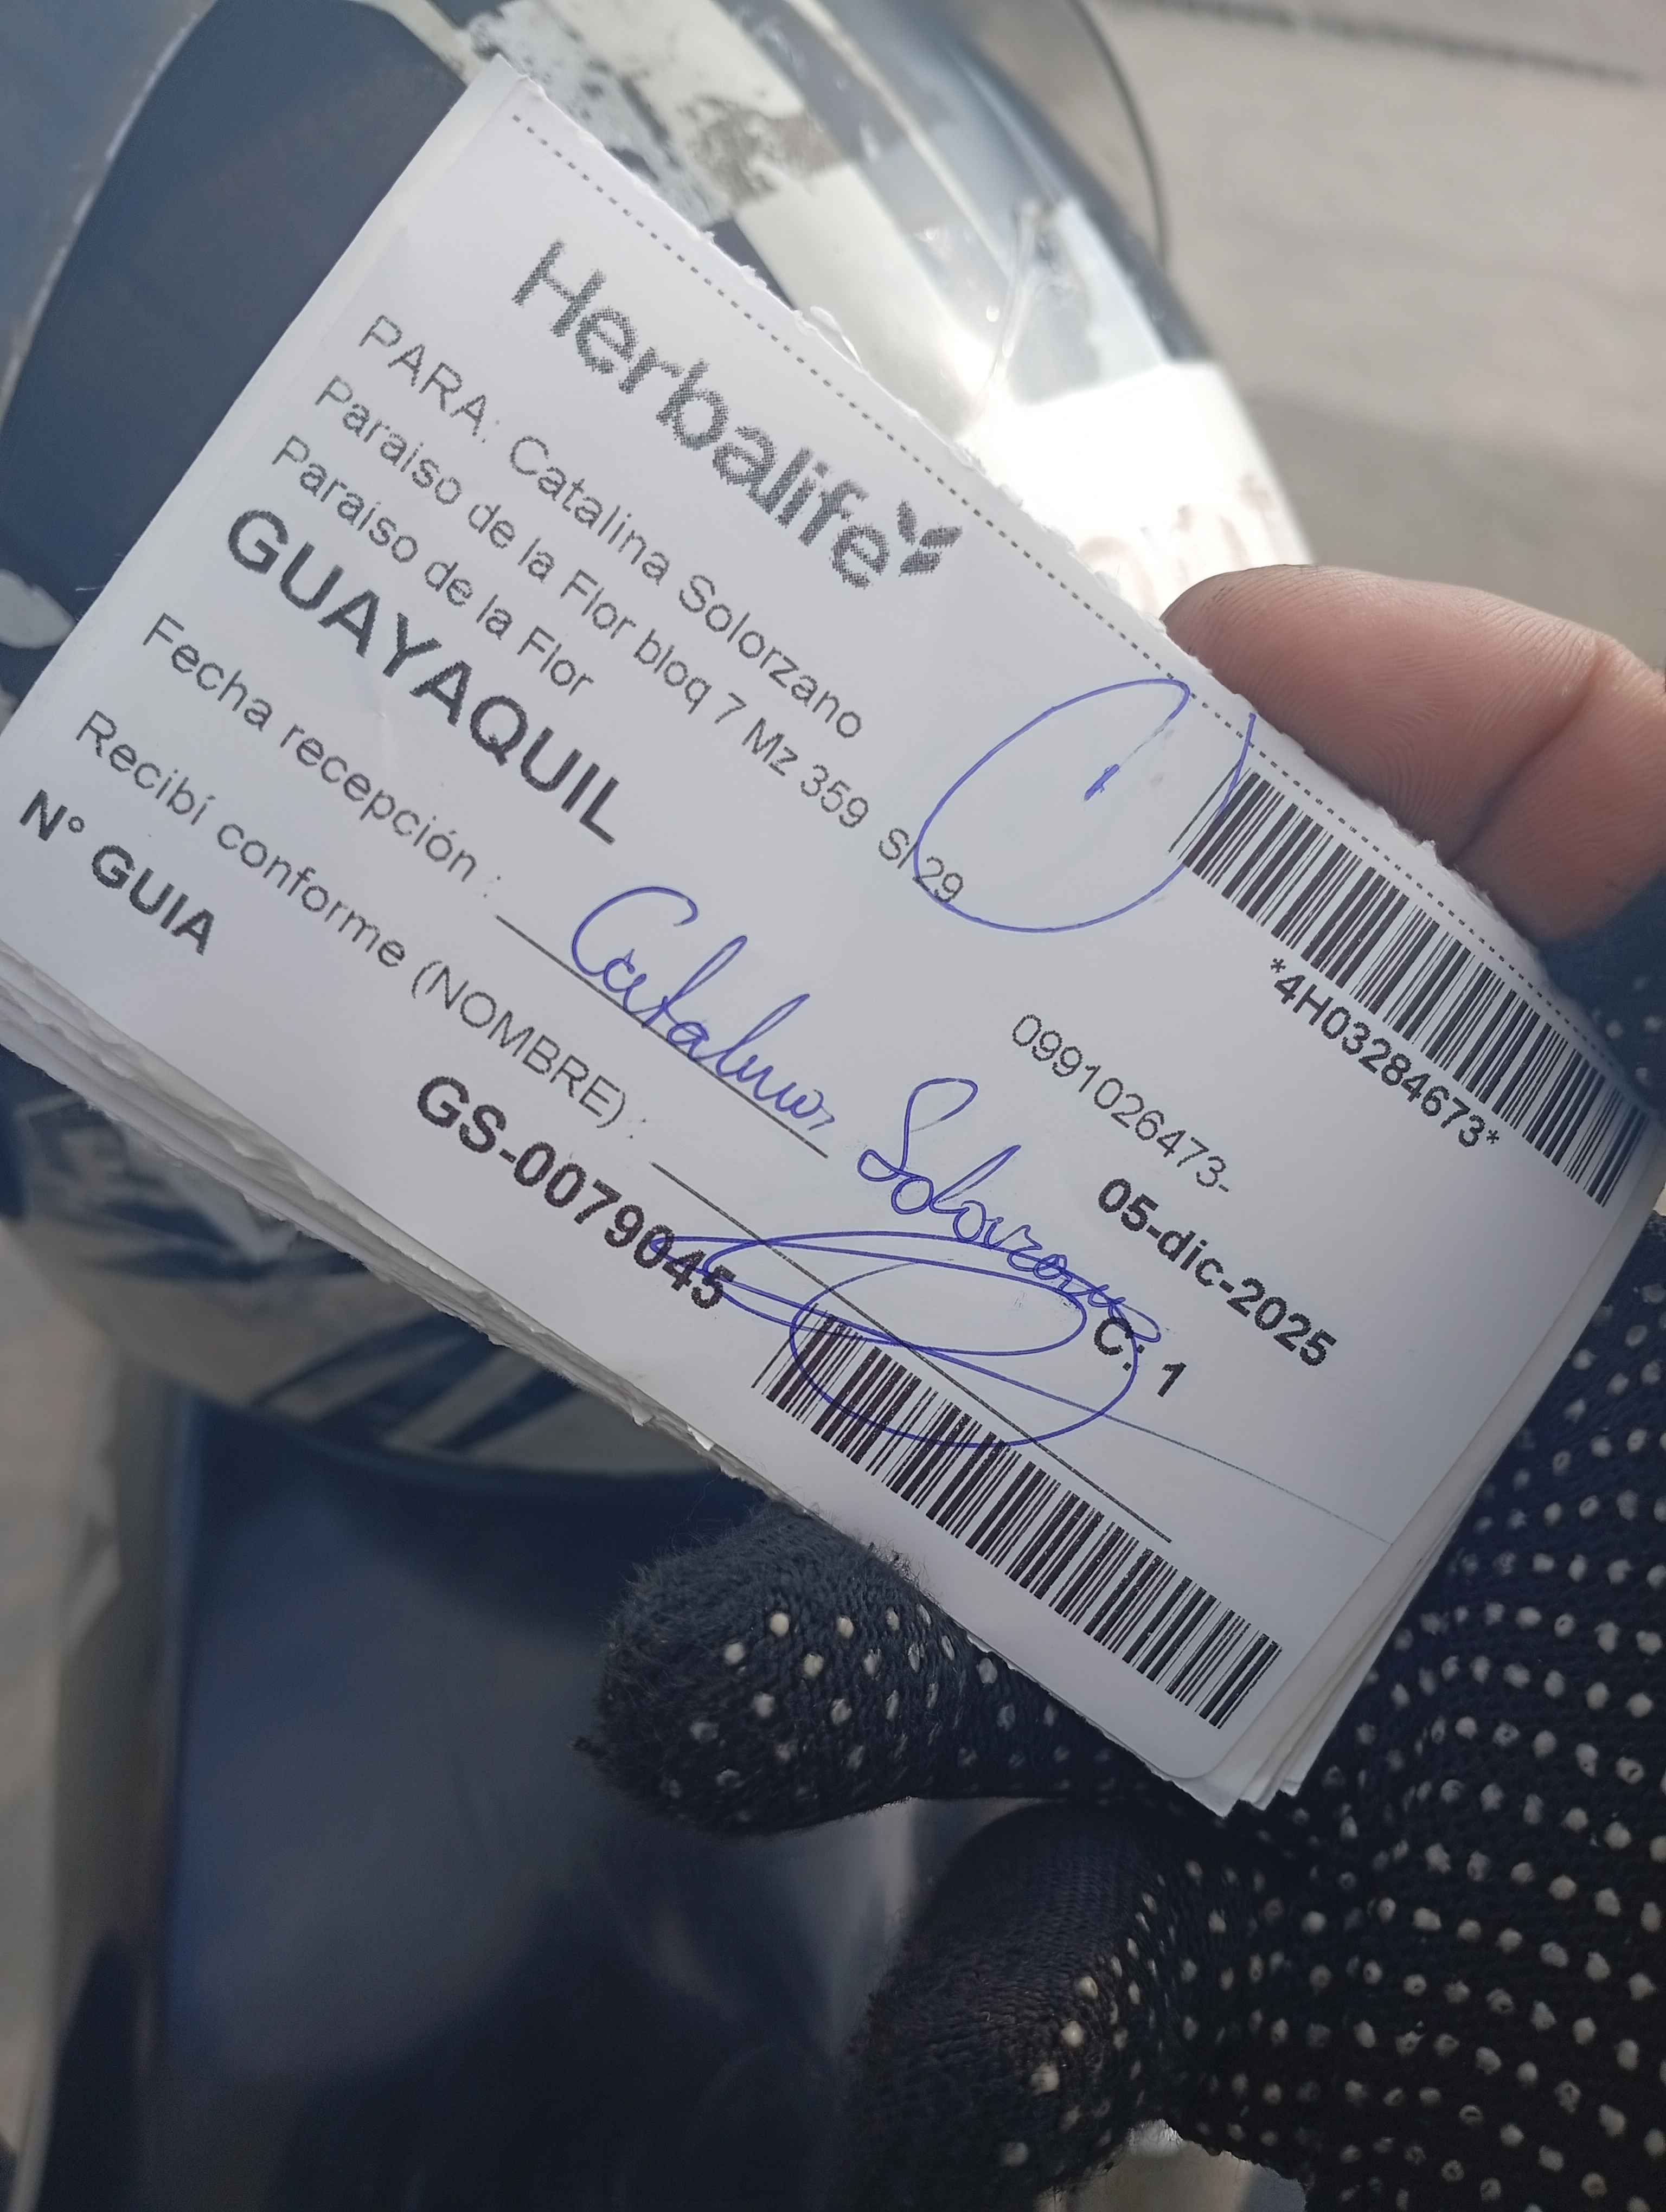 Herbalife
*4H03284673*
PARA: Catalina Solorzano
Paraiso de la Flor bloq 7 Mz 359 Sl 29
Paraiso de la Flor
0991026473-
GUAYAQUIL
05-dic-2025
Fecha recepción : Catalina Solorzano
C: 1
Recibí conforme (NOMBRE) :
N° GUIA
GS-0079045